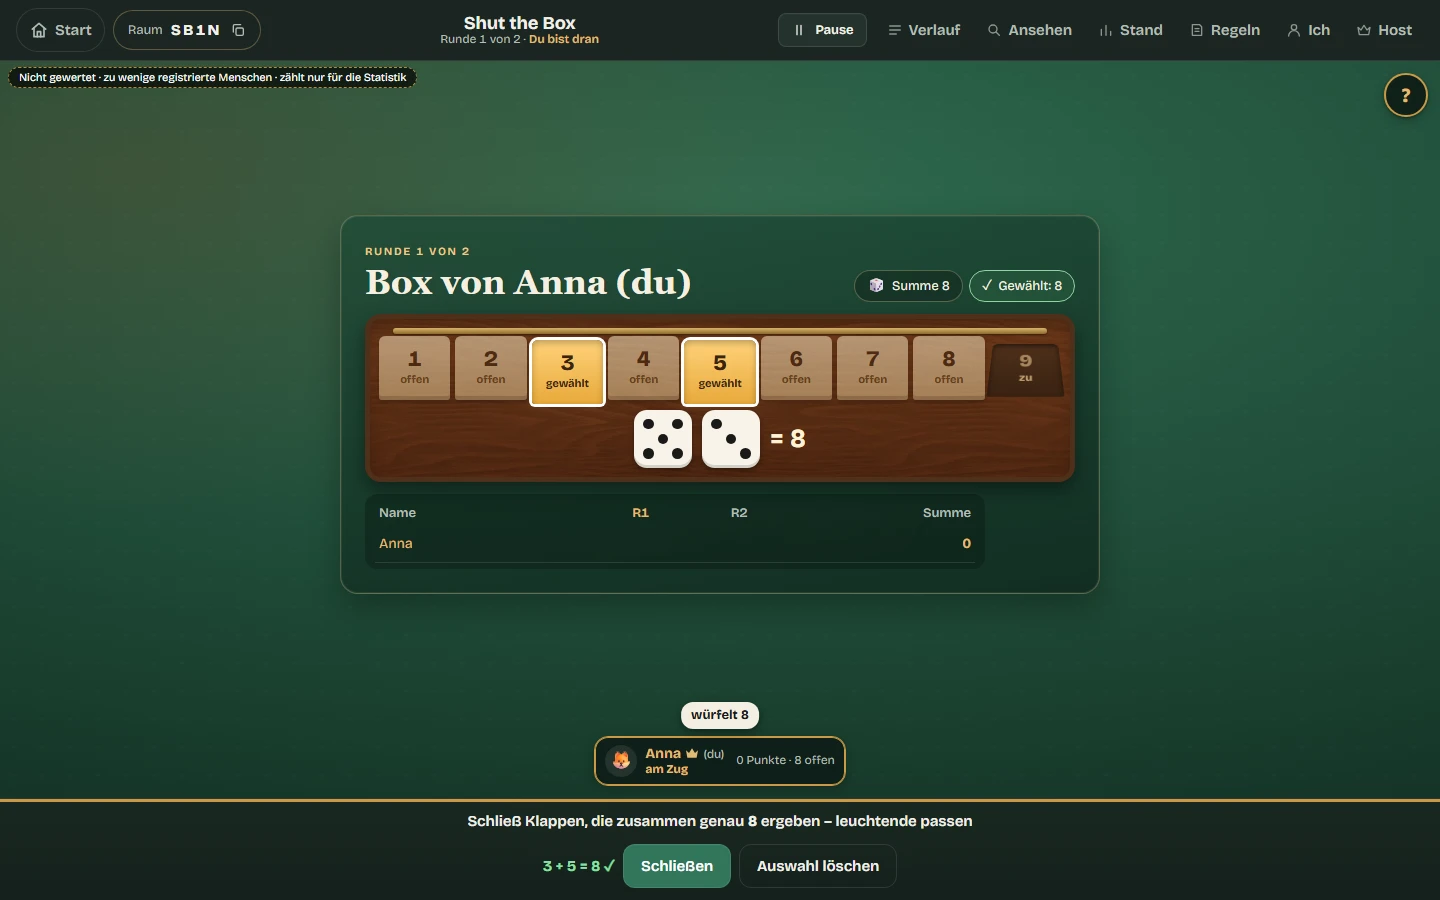 Start
Raum SB1N
Shut the Box
Runde 1 von 2 · Du bist dran
Pause
Verlauf
Ansehen
Stand
Regeln
Ich
Host
Nicht gewertet · zu wenige registrierte Menschen · zählt nur für die Statistik
?
RUNDE 1 VON 2
Box von Anna (du)
Summe 8
✓ Gewählt: 8
1 2 3 4 5 6 7 8 9
offen offen gewählt offen gewählt offen offen offen zu
= 8
Name R1 R2 Summe
Anna 0
würfelt 8
Anna (du)
am Zug
0 Punkte · 8 offen
Schließ Klappen, die zusammen genau 8 ergeben – leuchtende passen
3 + 5 = 8 ✓
Schließen
Auswahl löschen